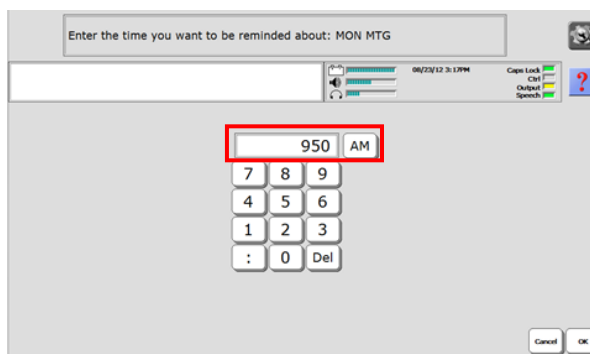 Enter the time you want to be reminded about: MON MTG
08/23/12 3:17PM
Caps Lock
Ctrl
Output
Speech
?
950 AM
7 8 9
4 5 6
1 2 3
: 0 Del
Cancel OK